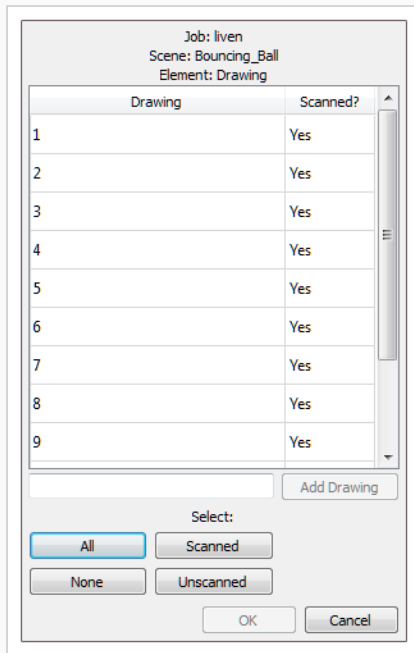 Job: liven
Scene: Bouncing_Ball
Element: Drawing
Drawing Scanned?
1 Yes
2 Yes
3 Yes
4 Yes
5 Yes
6 Yes
7 Yes
8 Yes
9 Yes
Add Drawing
Select:
All Scanned
None Unscanned
OK Cancel